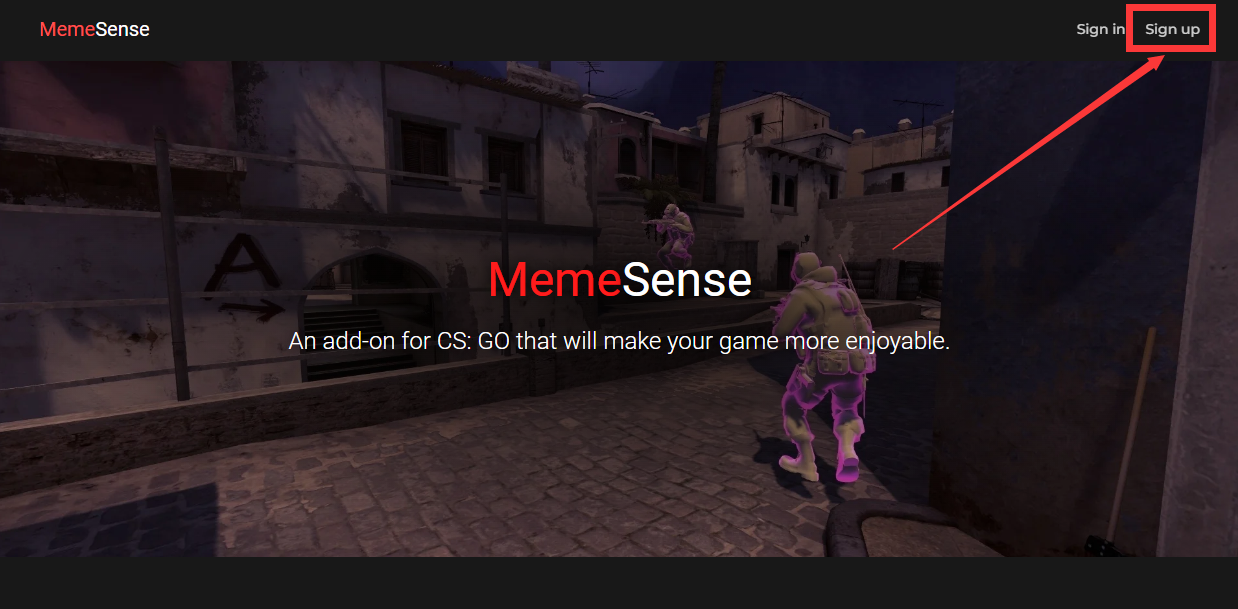 MemeSense
Sign in
Sign up
A
MemeSense
An add-on for CS: GO that will make your game more enjoyable.